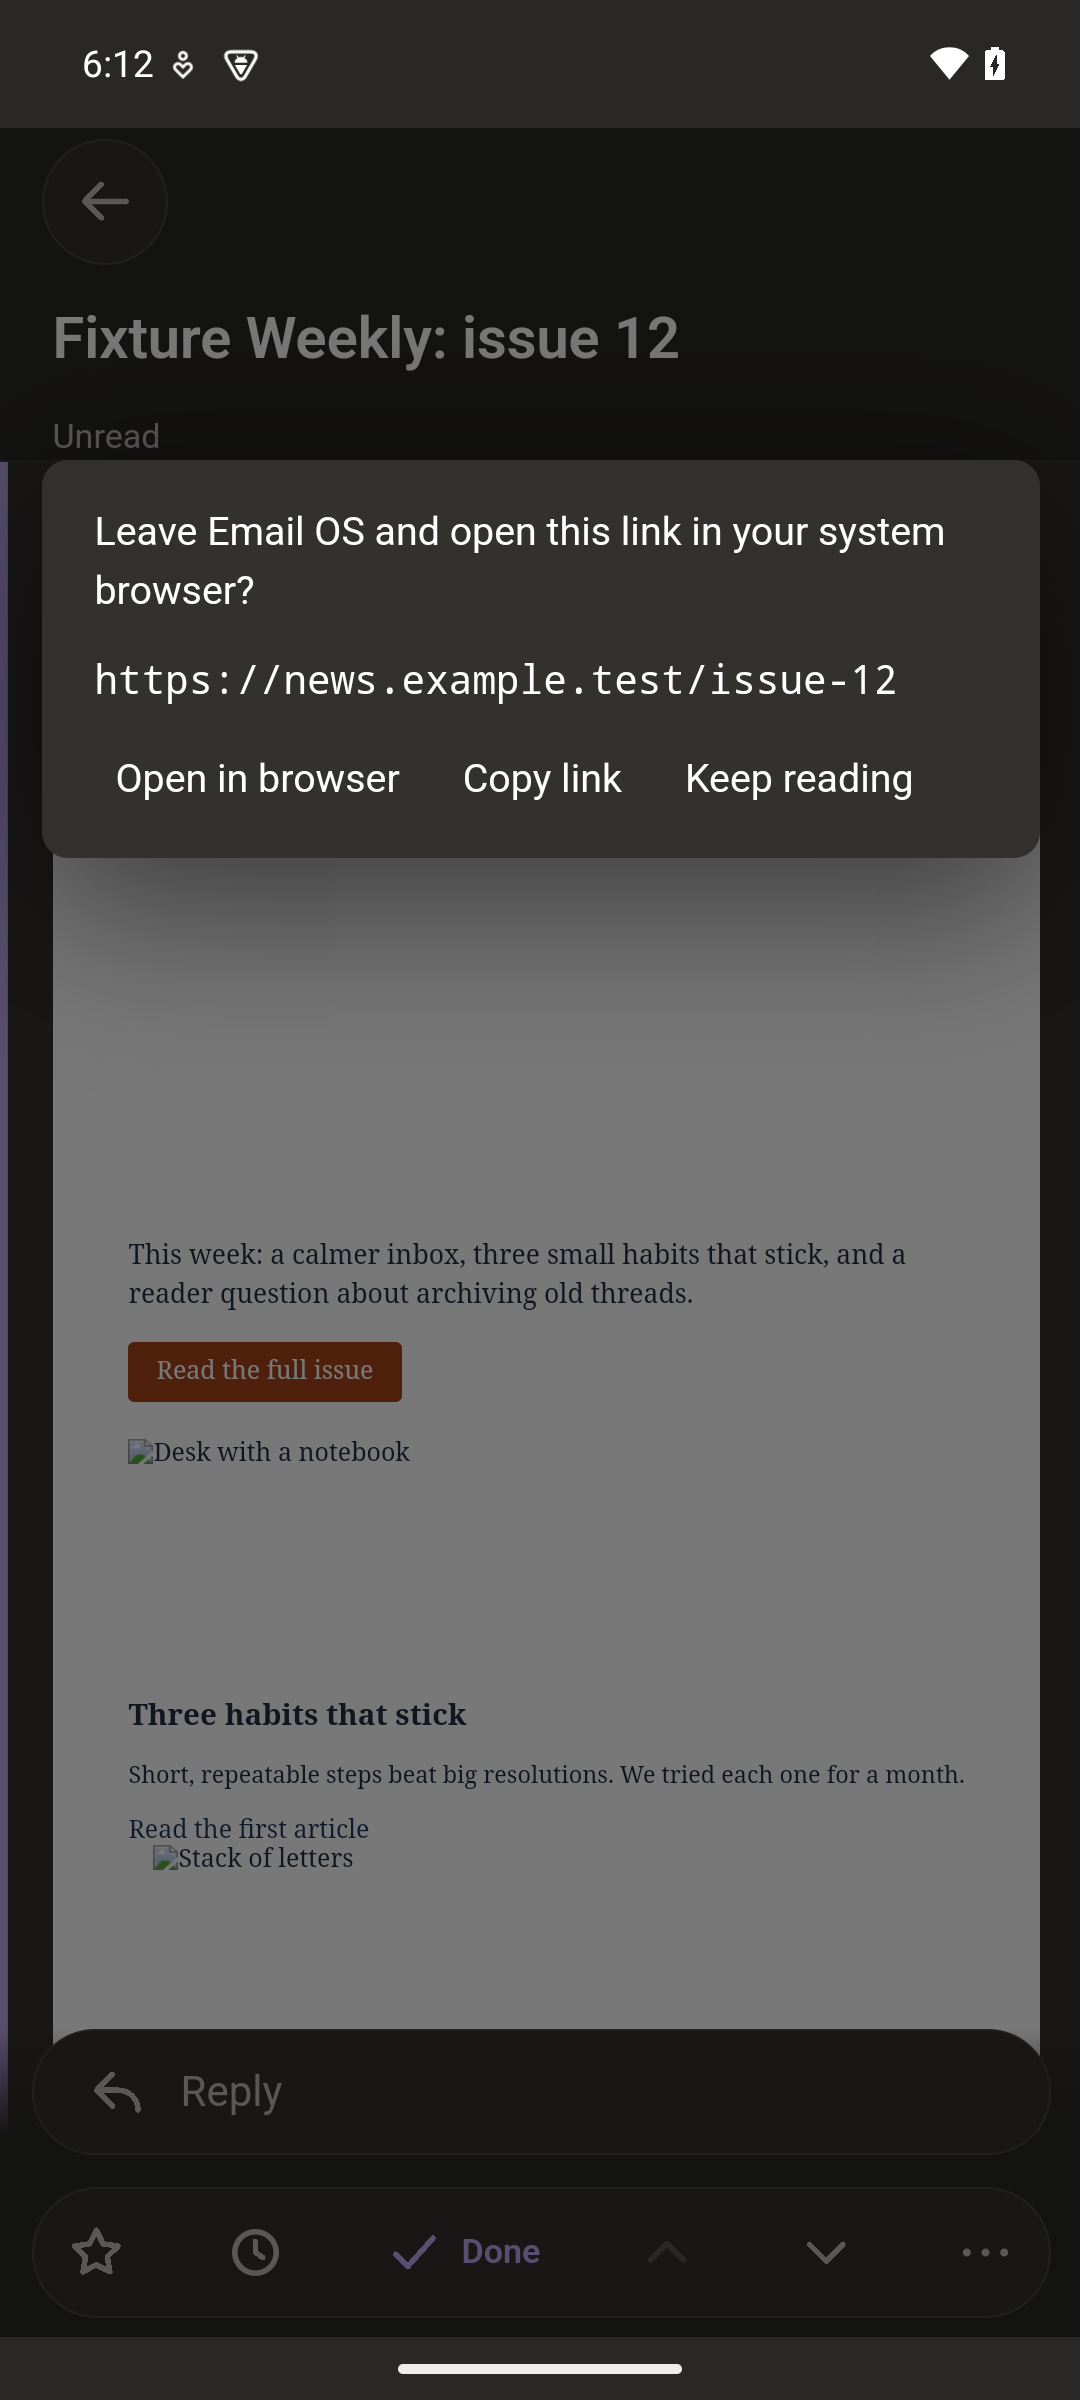 6:12
Fixture Weekly: issue 12
Unread
Leave Email OS and open this link in your system
browser?
https://news.example.test/issue-12
Open in browser Copy link Keep reading
This week: a calmer inbox, three small habits that stick, and a
reader question about archiving old threads.
Read the full issue
Desk with a notebook
Three habits that stick
Short, repeatable steps beat big resolutions. We tried each one for a month.
Read the first article
Stack of letters
Reply
Done